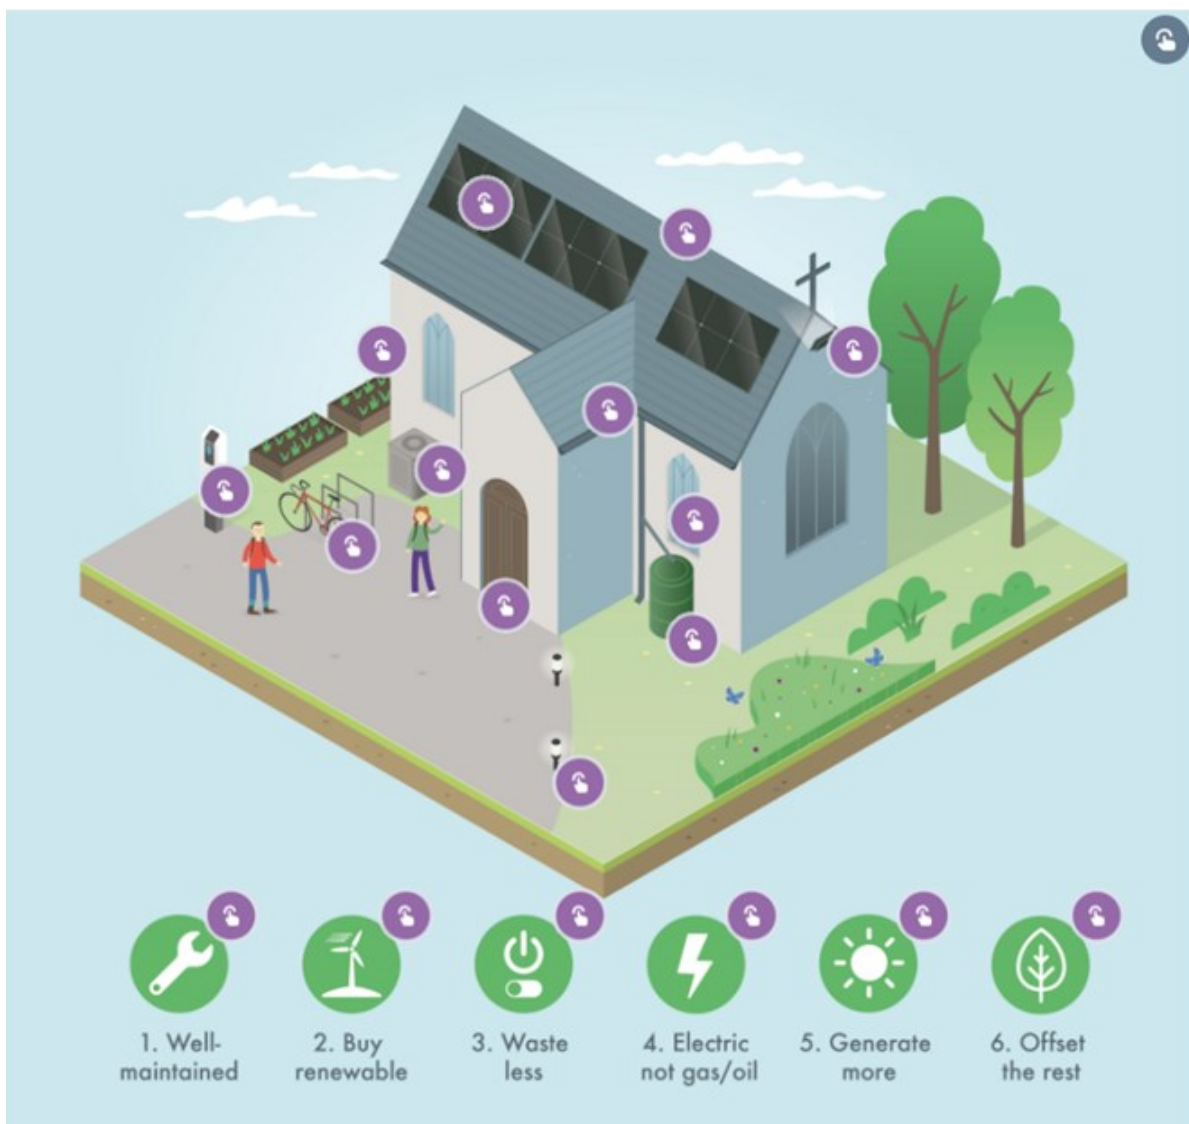 1. Well-
maintained
2. Buy
renewable
3. Waste
less
4. Electric
not gas/oil
5. Generate
more
6. Offset
the rest